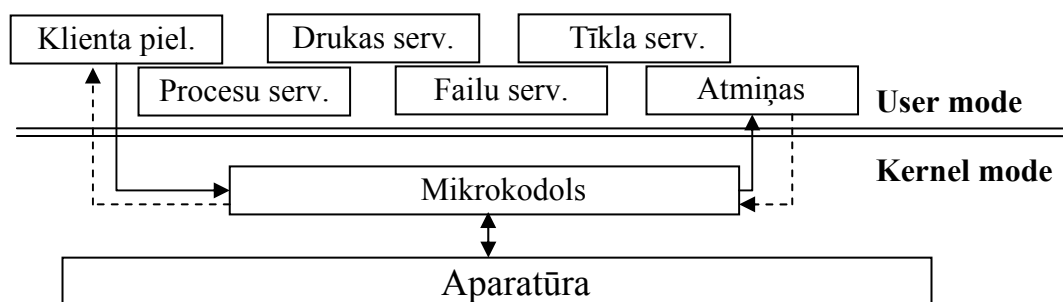 Klienta piel.
Drukas serv.
Tīkla serv.
Procesu serv.
Failu serv.
Atmiņas
User mode
Kernel mode
Mikrokodols
Aparatūra